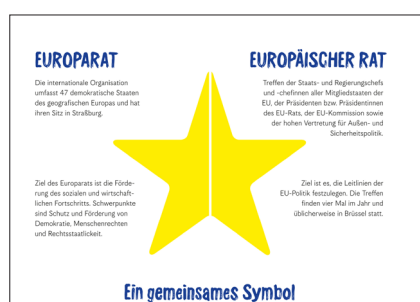 EUROPARAT
Die internationale Organisation
umfasst 47 demokratische Staaten
des geografischen Europas und hat
ihren Sitz in Straßburg.
Ziel des Europarats ist die Förde-
rung des sozialen und wirtschaft-
lichen Fortschritts. Schwerpunkte
sind Schutz und Förderung von
Demokratie, Menschenrechten
und Rechtsstaatlickeit.
EUROPÄISCHER RAT
Treffen der Staats- und Regierungschefs
und -chefinnen aller Mitgliedstaaten der
EU, der Präsidenten bzw. Präsidentinnen
des EU-Rats, der EU-Kommission sowie
der hohen Vertretung für Außen- und
Sicherheitspolitik.
Ziel ist es, die Leitlinien der
EU-Politik festzulegen. Die Treffen
finden vier Mal im Jahr und
üblicherweise in Brüssel statt.
Ein gemeinsames Symbol